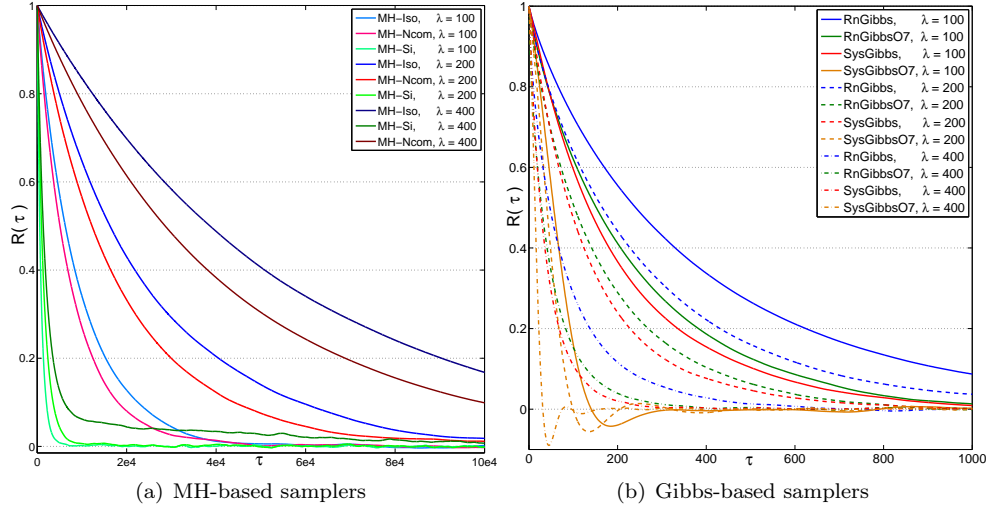 1
0.8
0.6
0.4
0.2
0
R(τ)
0
2e4
4e4
6e4
8e4
10e4
τ
MH−Iso, λ = 100
MH−Ncom, λ = 100
MH−Si, λ = 100
MH−Iso, λ = 200
MH−Ncom, λ = 200
MH−Si, λ = 200
MH−Iso, λ = 400
MH−Si, λ = 400
MH−Ncom, λ = 400
(a) MH-based samplers
1
0.8
0.6
0.4
0.2
0
R(τ)
0
200
400
600
800
1000
τ
RnGibbs, λ = 100
RnGibbsO7, λ = 100
SysGibbs, λ = 100
SysGibbsO7, λ = 100
RnGibbs, λ = 200
RnGibbsO7, λ = 200
SysGibbs, λ = 200
SysGibbsO7, λ = 200
RnGibbs, λ = 400
RnGibbsO7, λ = 400
SysGibbs, λ = 400
SysGibbsO7, λ = 400
(b) Gibbs-based samplers